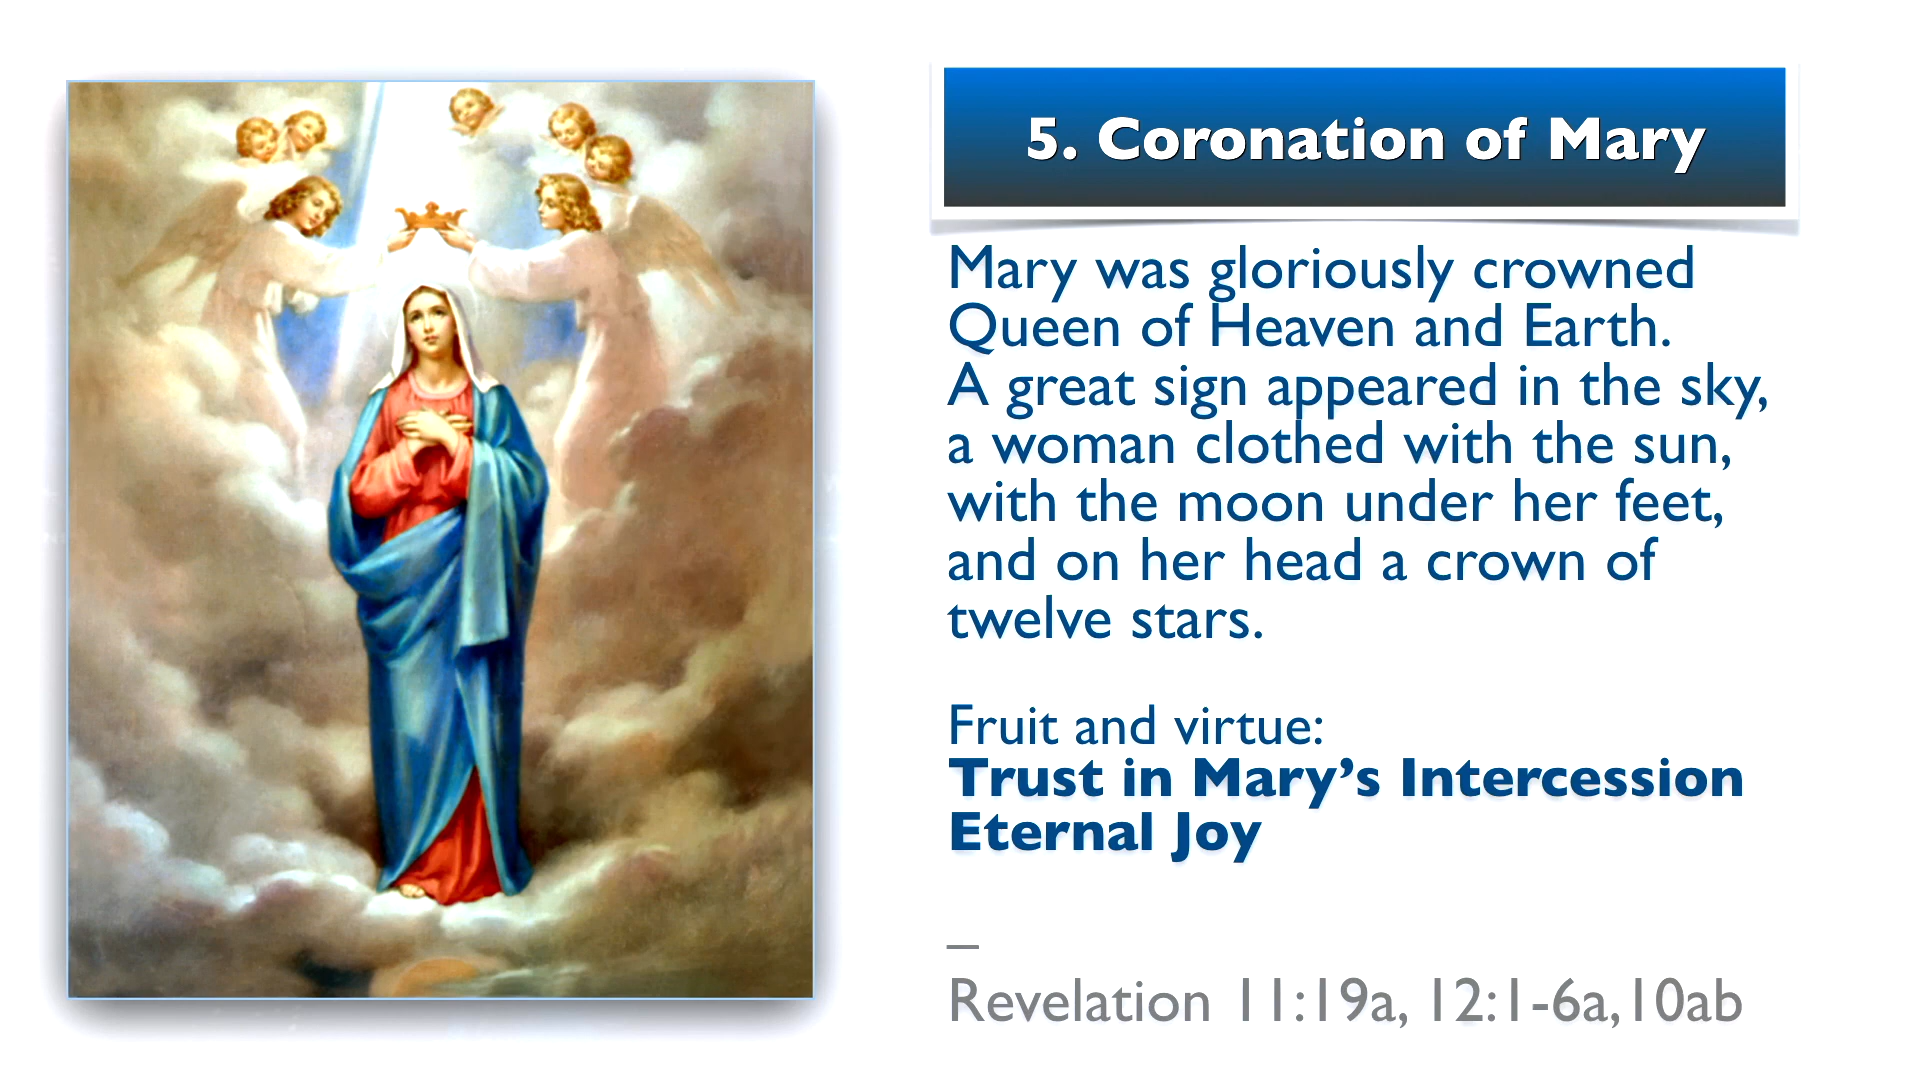 5. Coronation of Mary
Mary was gloriously crowned
Queen of Heaven and Earth.
A great sign appeared in the sky,
a woman clothed with the sun,
with the moon under her feet,
and on her head a crown of
twelve stars.
Fruit and virtue:
Trust in Mary’s Intercession
Eternal Joy
–
Revelation 11:19a, 12:1-6a,10ab